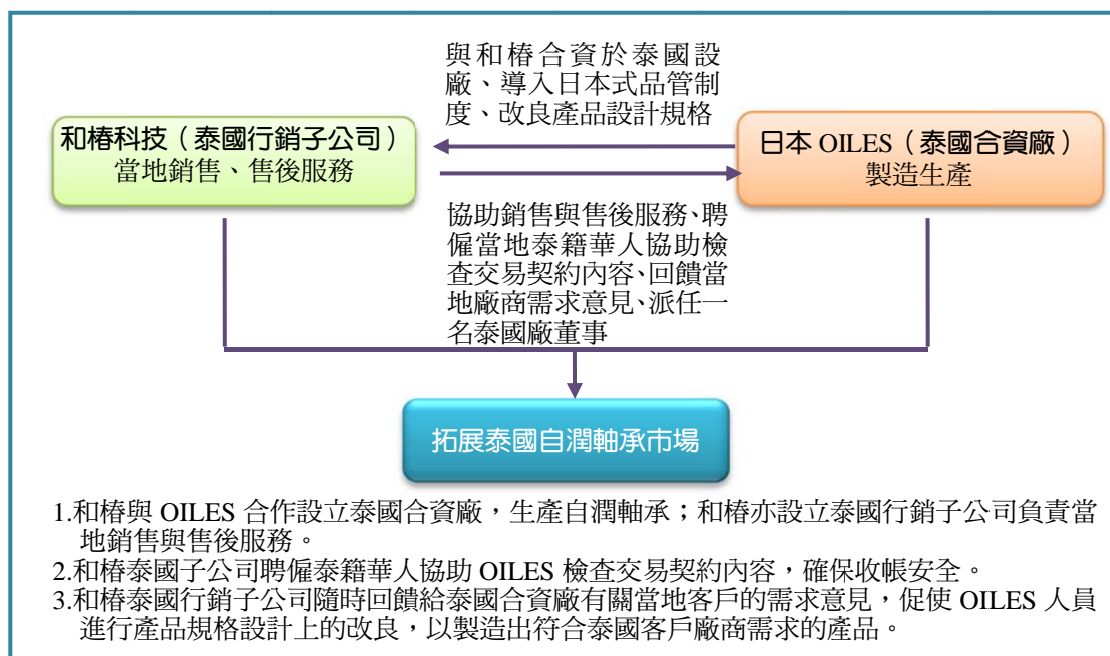 與和椿合資於泰國設
廠、導入日本式品管制
度、改良產品設計規格
和椿科技（泰國行銷子公司）
當地銷售、售後服務
日本 OILES（泰國合資廠）
製造生產
協助銷售與售後服務、聘
僱當地泰籍華人協助檢
查交易契約內容、回饋當
地廠商需求意見、派任一
名泰國廠董事
拓展泰國自潤軸承市場
1.和椿與 OILES 合作設立泰國合資廠，生產自潤軸承；和椿亦設立泰國行銷子公司負責當
地銷售與售後服務。
2.和椿泰國子公司聘僱泰籍華人協助 OILES 檢查交易契約內容，確保收帳安全。
3.和椿泰國行銷子公司隨時回饋給泰國合資廠有關當地客戶的需求意見，促使 OILES 人員
進行產品規格設計上的改良，以製造出符合泰國客戶廠商需求的產品。